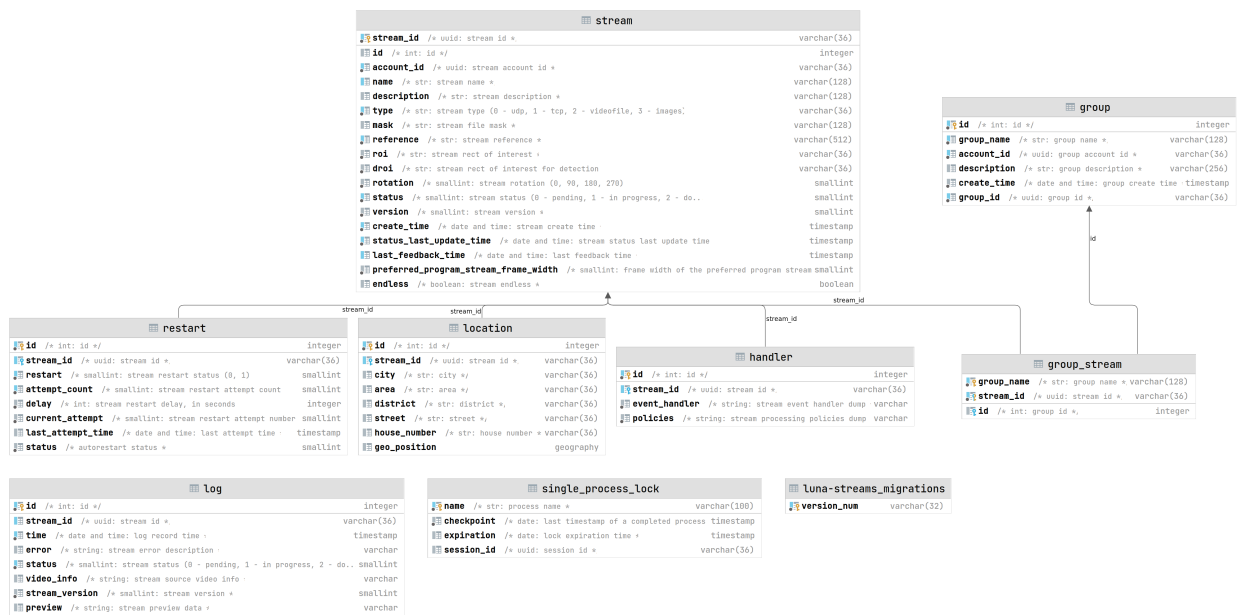 stream
stream_id /* uuid: stream id * varchar(36)
id /* int: id */ integer
account_id /* uuid: stream account id * varchar(36)
name /* str: stream name * varchar(128)
description /* str: stream description * varchar(128)
type /* str: stream type (0 - udp, 1 - tcp, 2 - videofile, 3 - images) varchar(36)
mask /* str: stream file mask * varchar(128)
reference /* str: stream reference * varchar(512)
roi /* str: stream rect of interest varchar(36)
droi /* str: stream rect of interest for detection varchar(36)
rotation /* smallint: stream rotation (0, 90, 180, 270) smallint
status /* smallint: stream status (0 - pending, 1 - in progress, 2 - do.. smallint
version /* smallint: stream version * smallint
create_time /* date and time: stream create time timestamp
status_last_update_time /* date and time: stream status last update time timestamp
last_feedback_time /* date and time: last feedback time timestamp
preferred_program_stream_frame_width /* smallint: frame width of the preferred program stream smallint
endless /* boolean: stream endless * boolean
group
id /* int: id */ integer
group_name /* str: group name * varchar(128)
account_id /* uuid: group account id * varchar(36)
description /* str: group description * varchar(256)
create_time /* date and time: group create time timestamp
group_id /* uuid: group id * varchar(36)
id
stream_id
stream_id
stream_id
stream_id
restart
id /* int: id */ integer
stream_id /* uuid: stream id * varchar(36)
restart /* smallint: stream restart status (0, 1) smallint
attempt_count /* smallint: stream restart attempt count smallint
delay /* int: stream restart delay, in seconds integer
current_attempt /* smallint: stream restart attempt number smallint
last_attempt_time /* date and time: last attempt time timestamp
status /* autorestart status * smallint
location
id /* int: id */ integer
stream_id /* uuid: stream id * varchar(36)
city /* str: city */ varchar(36)
area /* str: area */ varchar(36)
district /* str: district * varchar(36)
street /* str: street * varchar(36)
house_number /* str: house number * varchar(36)
geo_position geography
handler
id /* int: id */ integer
stream_id /* uuid: stream id * varchar(36)
event_handler /* string: stream event handler dump varchar
policies /* string: stream processing policies dump varchar
group_stream
group_name /* str: group name * varchar(128)
stream_id /* uuid: stream id * varchar(36)
id /* int: group id * integer
log
id /* int: id */ integer
stream_id /* uuid: stream id * varchar(36)
time /* date and time: log record time timestamp
error /* string: stream error description varchar
status /* smallint: stream status (0 - pending, 1 - in progress, 2 - do.. smallint
video_info /* string: stream source video info varchar
stream_version /* smallint: stream version * smallint
preview /* string: stream preview data varchar
single_process_lock
name /* str: process name * varchar(100)
checkpoint /* date: last timestamp of a completed process timestamp
expiration /* date: lock expiration time timestamp
session_id /* uuid: session id * varchar(36)
luna-streams_migrations
version_num varchar(32)